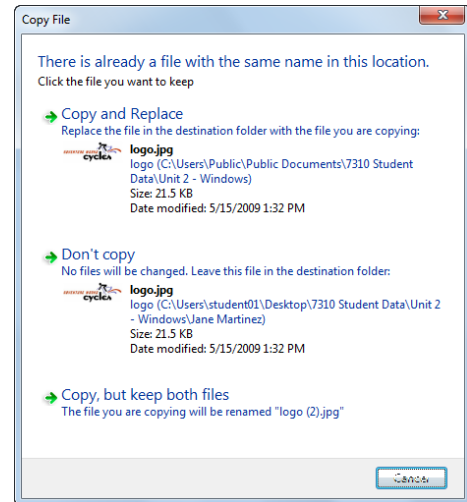 Copy File
There is already a file with the same name in this location.
Click the file you want to keep
Copy and Replace
Replace the file in the destination folder with the file you are copying:
cycles
logo.jpg
logo (C:\Users\Public\Public Documents\7310 Student
Data\Unit 2 - Windows)
Size: 21.5 KB
Date modified: 5/15/2009 1:32 PM
Don't copy
No files will be changed. Leave this file in the destination folder:
cycles
logo.jpg
logo (C:\Users\student01\Desktop\7310 Student Data\Unit 2
- Windows\Jane Martinez)
Size: 21.5 KB
Date modified: 5/15/2009 1:32 PM
Copy, but keep both files
The file you are copying will be renamed "logo (2).jpg"
Cancel